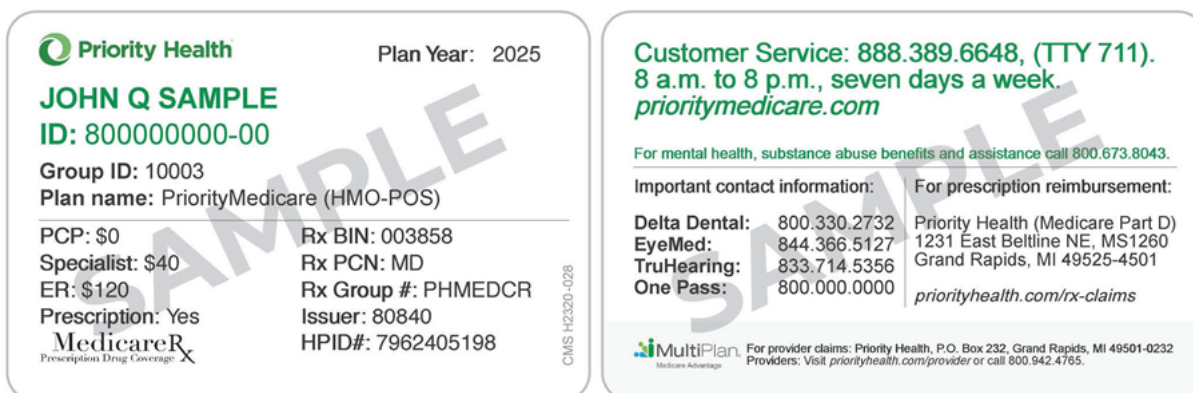 Priority Health
Plan Year: 2025
JOHN Q SAMPLE
ID: 800000000-00
Group ID: 10003
Plan name: PriorityMedicare (HMO-POS)
PCP: $0
Specialist: $40
ER: $120
Prescription: Yes
MedicareRx
Prescription Drug Coverage
Rx BIN: 003858
Rx PCN: MD
Rx Group #: PHMEDCR
Issuer: 80840
HPID#: 7962405198
CMS H2320-028
SAMPLE
Customer Service: 888.389.6648, (TTY 711).
8 a.m. to 8 p.m., seven days a week.
prioritymedicare.com
For mental health, substance abuse benefits and assistance call 800.673.8043.
Important contact information:
Delta Dental: 800.330.2732
EyeMed: 844.366.5127
TruHearing: 833.714.5356
One Pass: 800.000.0000
For prescription reimbursement:
Priority Health (Medicare Part D)
1231 East Beltline NE, MS1260
Grand Rapids, MI 49525-4501
priorityhealth.com/rx-claims
MultiPlan.
Medicare Advantage
For provider claims: Priority Health, P.O. Box 232, Grand Rapids, MI 49501-0232
Providers: Visit priorityhealth.com/provider or call 800.942.4765.
SAMPLE